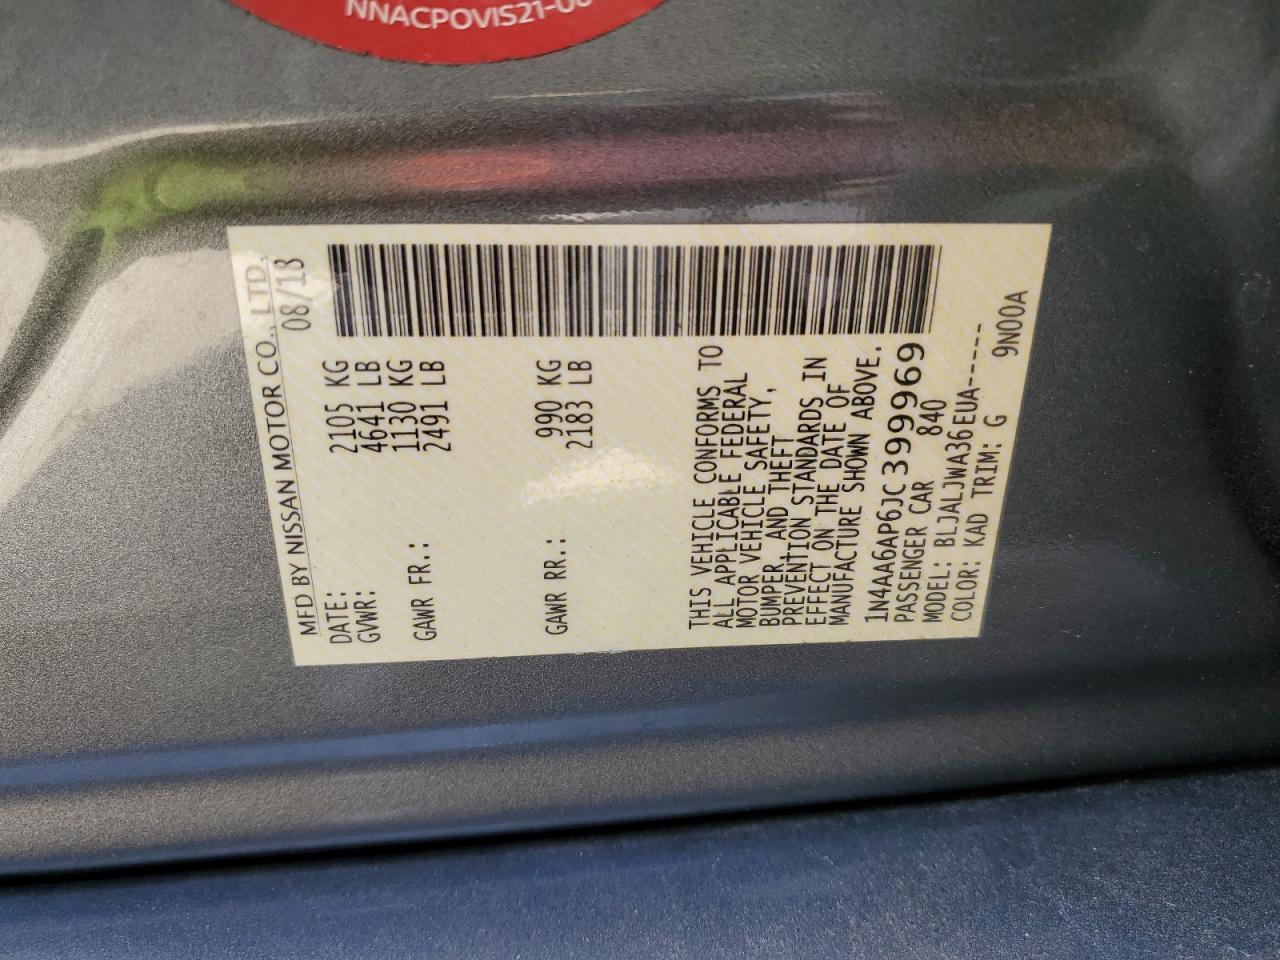 NNACPOVIS21-00
MFD BY NISSAN MOTOR CO., LTD.
DATE: 08/18
GVWR: 2105 KG
4641 LB
GAWR FR.: 1130 KG
2491 LB
GAWR RR.: 990 KG
2183 LB
THIS VEHICLE CONFORMS TO
ALL APPLICABLE FEDERAL
MOTOR VEHICLE SAFETY,
BUMPER, AND THEFT
PREVENTION STANDARDS IN
EFFECT ON THE DATE OF
MANUFACTURE SHOWN ABOVE.
1N4AA6AP6JC399969
PASSENGER CAR 840
MODEL: BLJALJWA36EUA-----
COLOR: KAD TRIM: G 9N00A